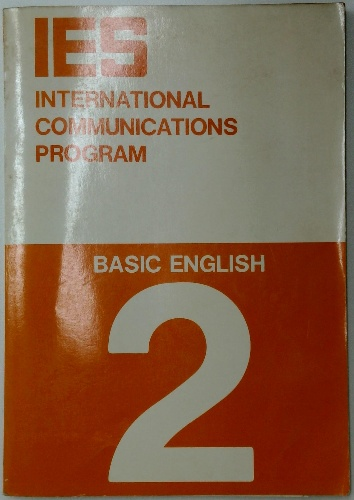 IES
INTERNATIONAL
COMMUNICATIONS
PROGRAM
BASIC ENGLISH
2